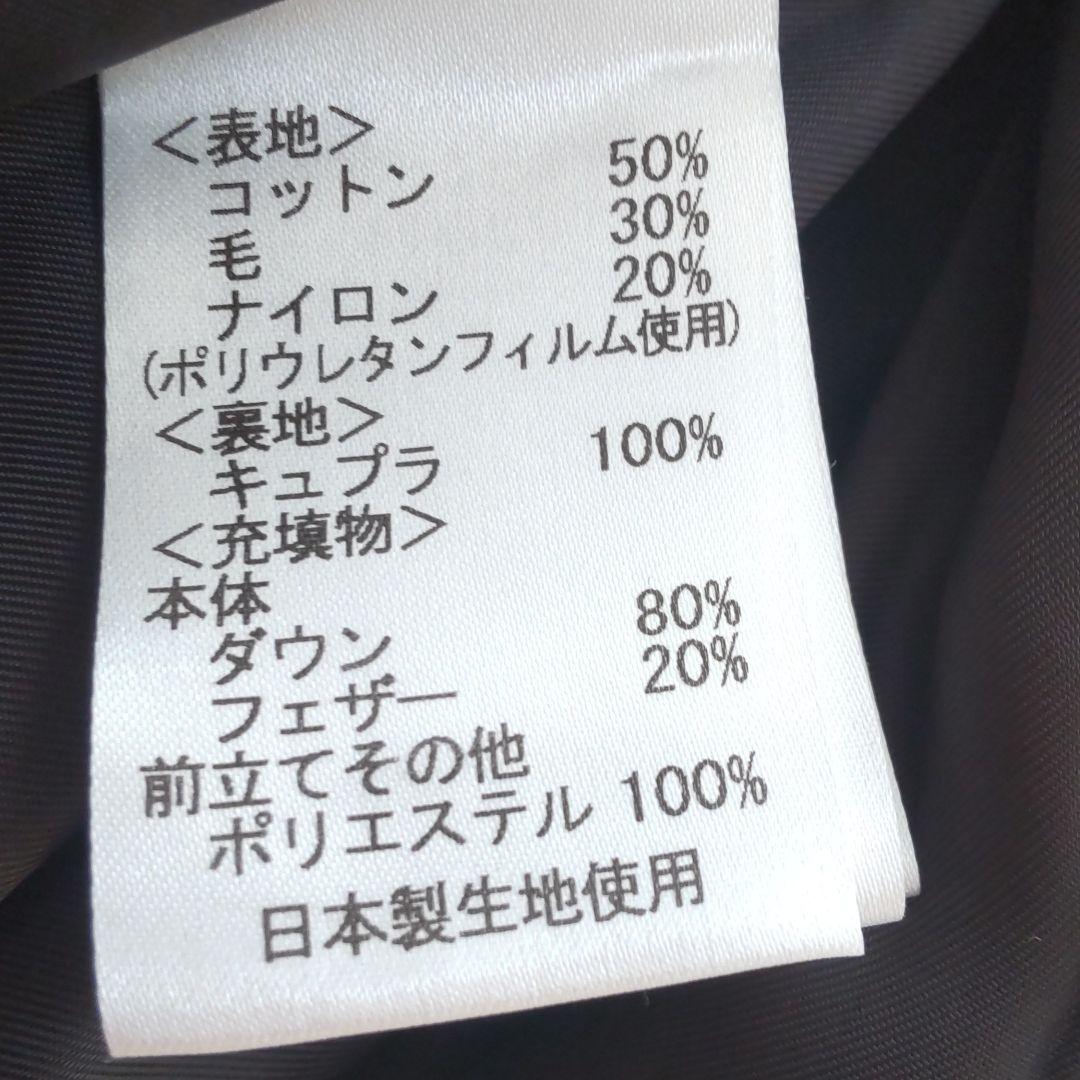 ＜表地＞
コットン 50%
毛 30%
ナイロン 20%
(ポリウレタンフィルム使用)
＜裏地＞
キュプラ 100%
＜充填物＞
本体
ダウン 80%
フェザー 20%
前立てその他
ポリエステル 100%
日本製生地使用